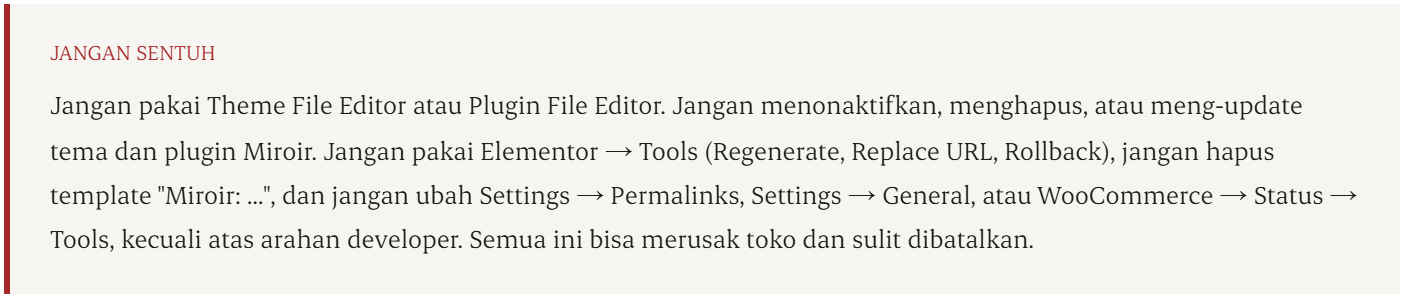 JANGAN SENTUH
Jangan pakai Theme File Editor atau Plugin File Editor. Jangan menonaktifkan, menghapus, atau meng-update
tema dan plugin Miroir. Jangan pakai Elementor → Tools (Regenerate, Replace URL, Rollback), jangan hapus
template "Miroir: ...", dan jangan ubah Settings → Permalinks, Settings → General, atau WooCommerce → Status →
Tools, kecuali atas arahan developer. Semua ini bisa merusak toko dan sulit dibatalkan.